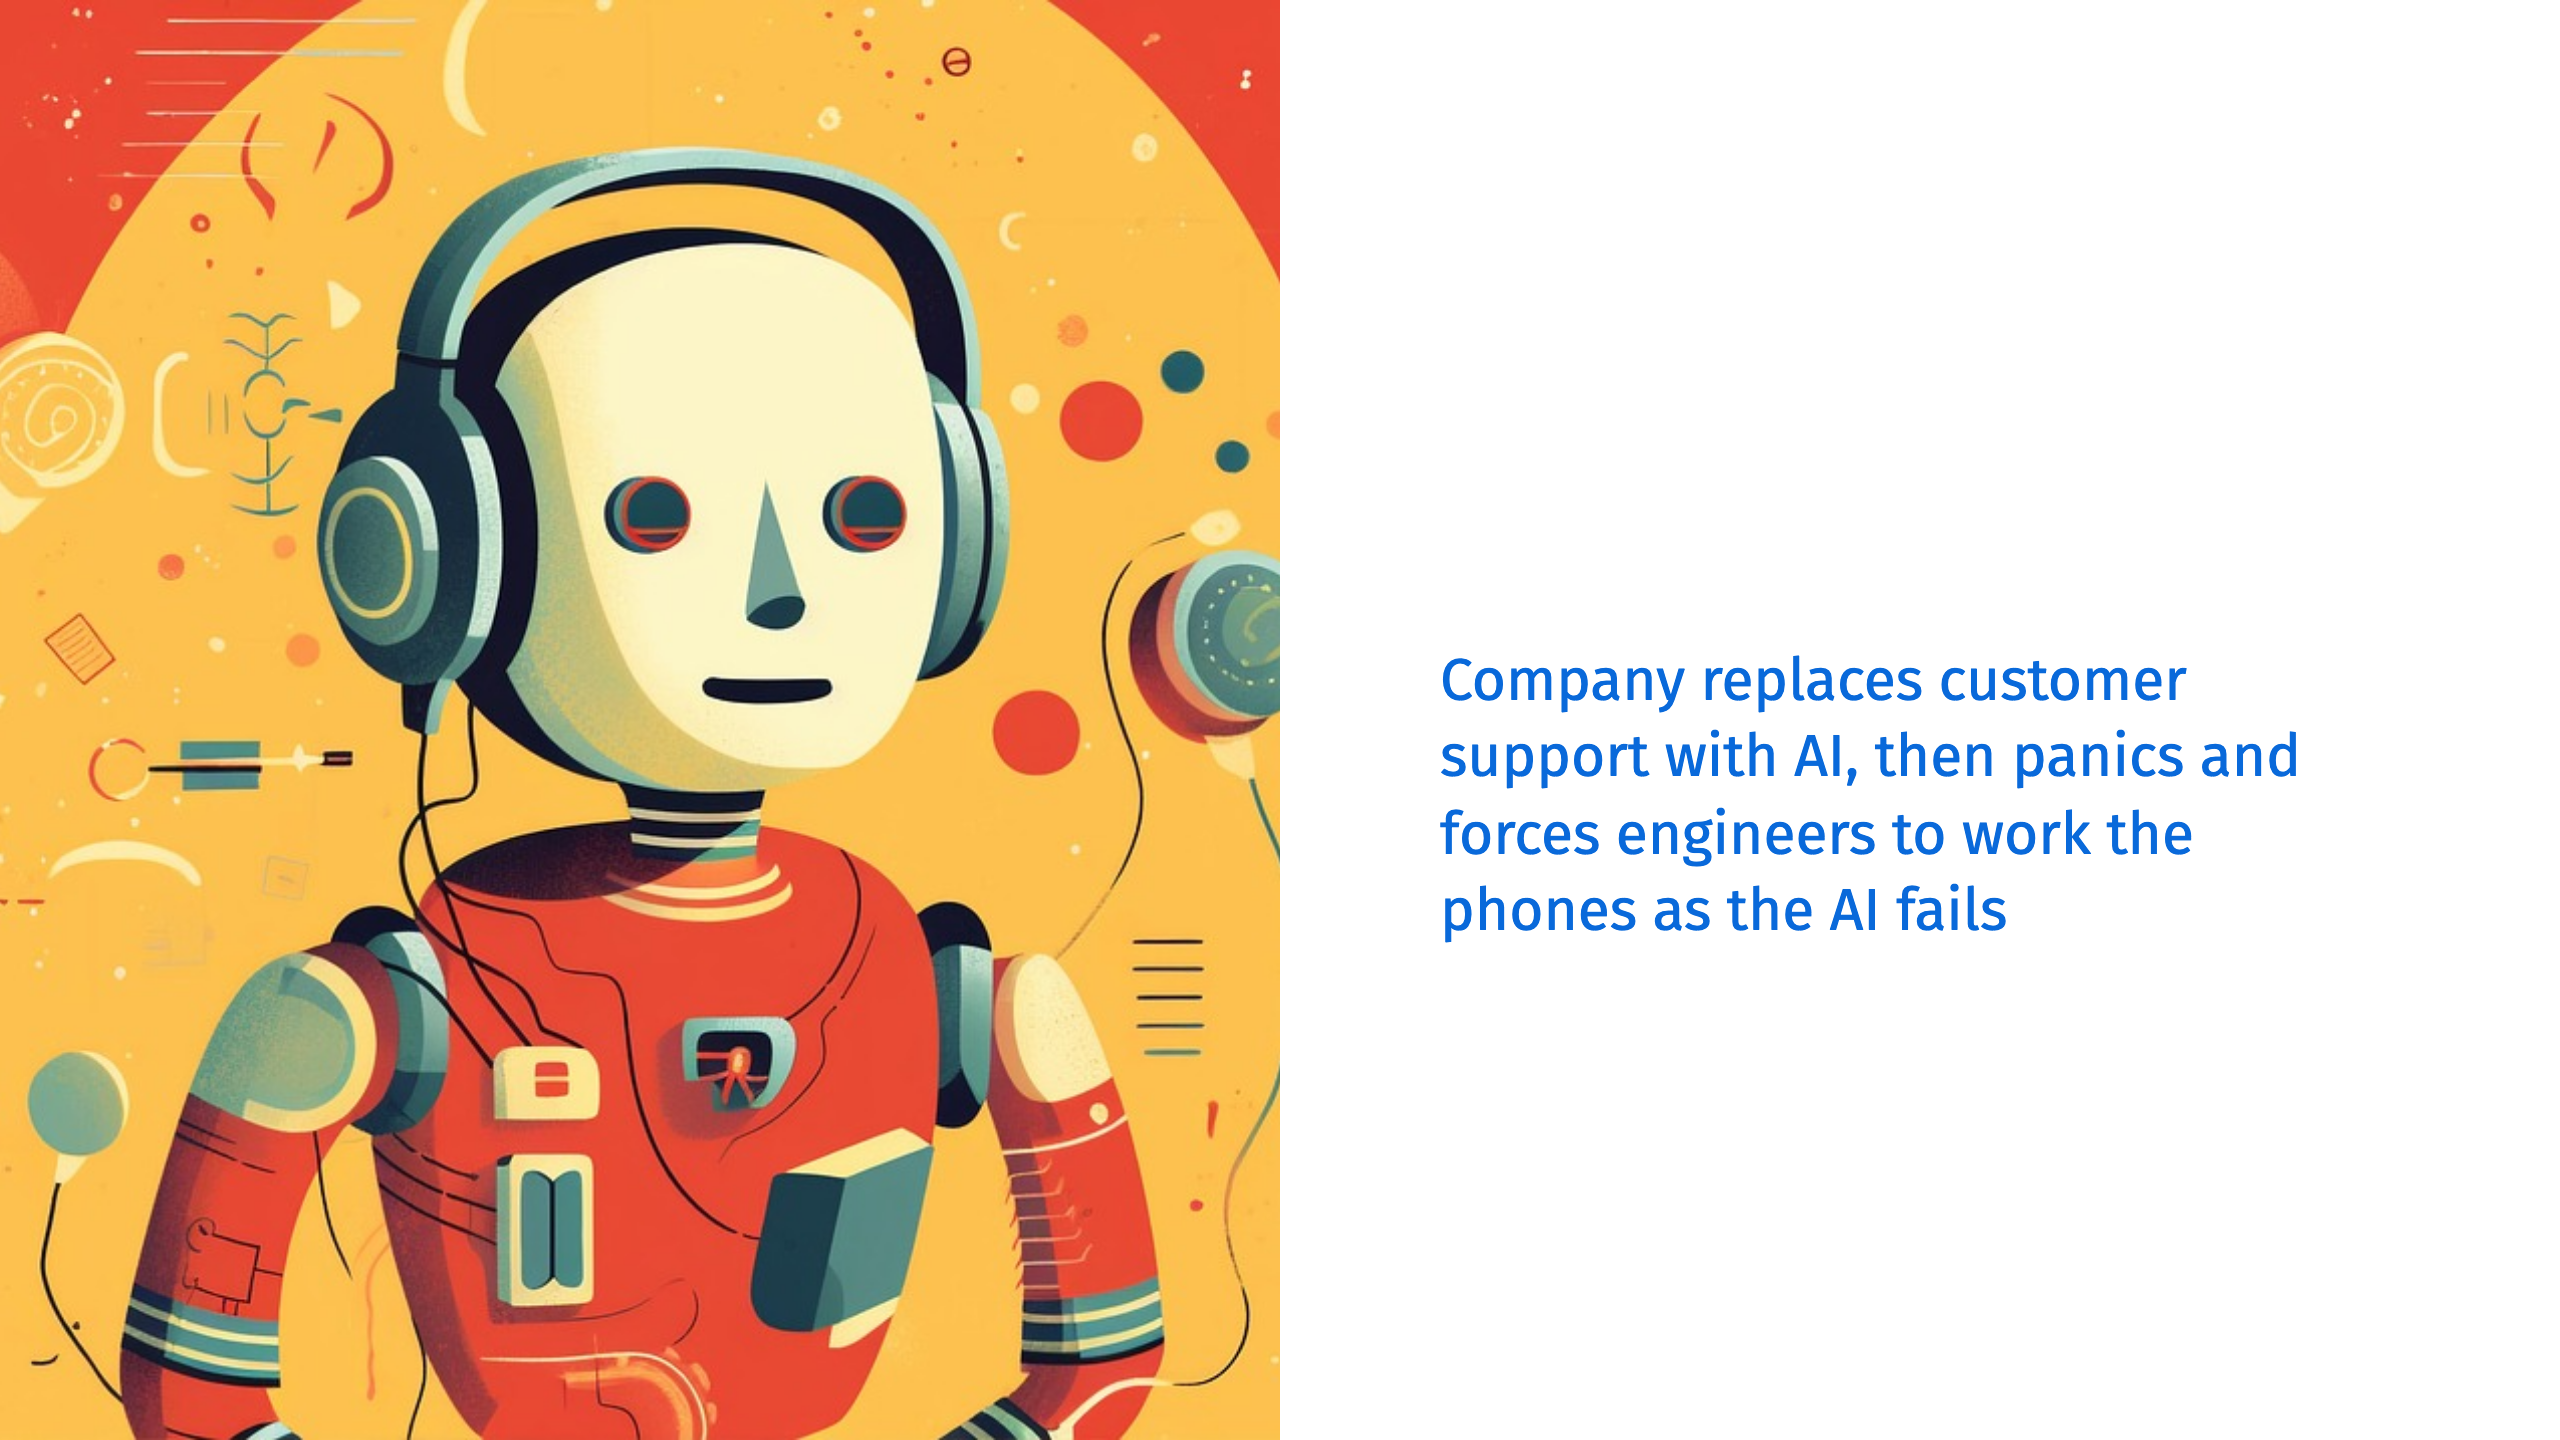 Company replaces customer
support with AI, then panics and
forces engineers to work the
phones as the AI fails